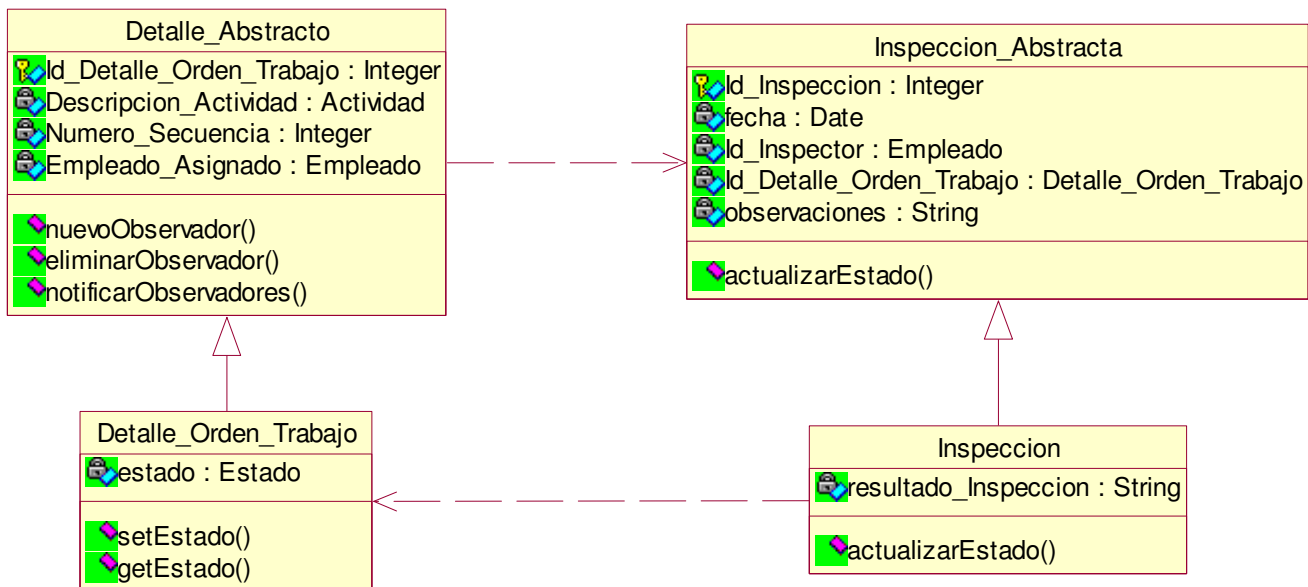 Detalle_Abstracto
Id_Detalle_Orden_Trabajo : Integer
Descripcion_Actividad : Actividad
Numero_Secuencia : Integer
Empleado_Asignado : Empleado
nuevoObservador()
eliminarObservador()
notificarObservadores()
Inspeccion_Abstracta
Id_Inspeccion : Integer
fecha : Date
Id_Inspector : Empleado
Id_Detalle_Orden_Trabajo : Detalle_Orden_Trabajo
observaciones : String
actualizarEstado()
Detalle_Orden_Trabajo
estado : Estado
setEstado()
getEstado()
Inspeccion
resultado_Inspeccion : String
actualizarEstado()